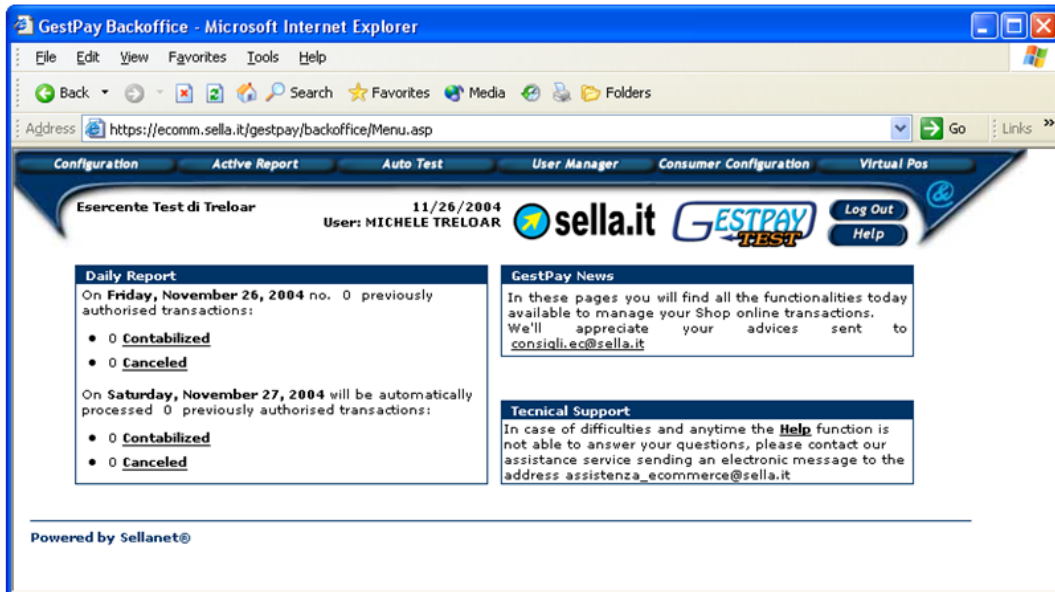 GestPay Backoffice - Microsoft Internet Explorer
File Edit View Favorites Tools Help
Back Search Favorites Media Folders
Address https://ecomm.sella.it/gestpay/backoffice/Menu.asp Go Links »
Configuration Active Report Auto Test User Manager Consumer Configuration Virtual Pos
&
Esercente Test di Treloar 11/26/2004
User: MICHELE TRELOAR
sella.it
GESTPAY
TEST
Log Out
Help
Daily Report
On Friday, November 26, 2004 no. 0 previously
authorised transactions:
• 0 Contabilized
• 0 Canceled
On Saturday, November 27, 2004 will be automatically
processed 0 previously authorised transactions:
• 0 Contabilized
• 0 Canceled
GestPay News
In these pages you will find all the functionalities today
available to manage your Shop online transactions.
We'll appreciate your advices sent to
consigli.ec@sella.it
Tecnical Support
In case of difficulties and anytime the Help function is
not able to answer your questions, please contact our
assistance service sending an electronic message to the
address assistenza_ecommerce@sella.it
Powered by Sellanet®